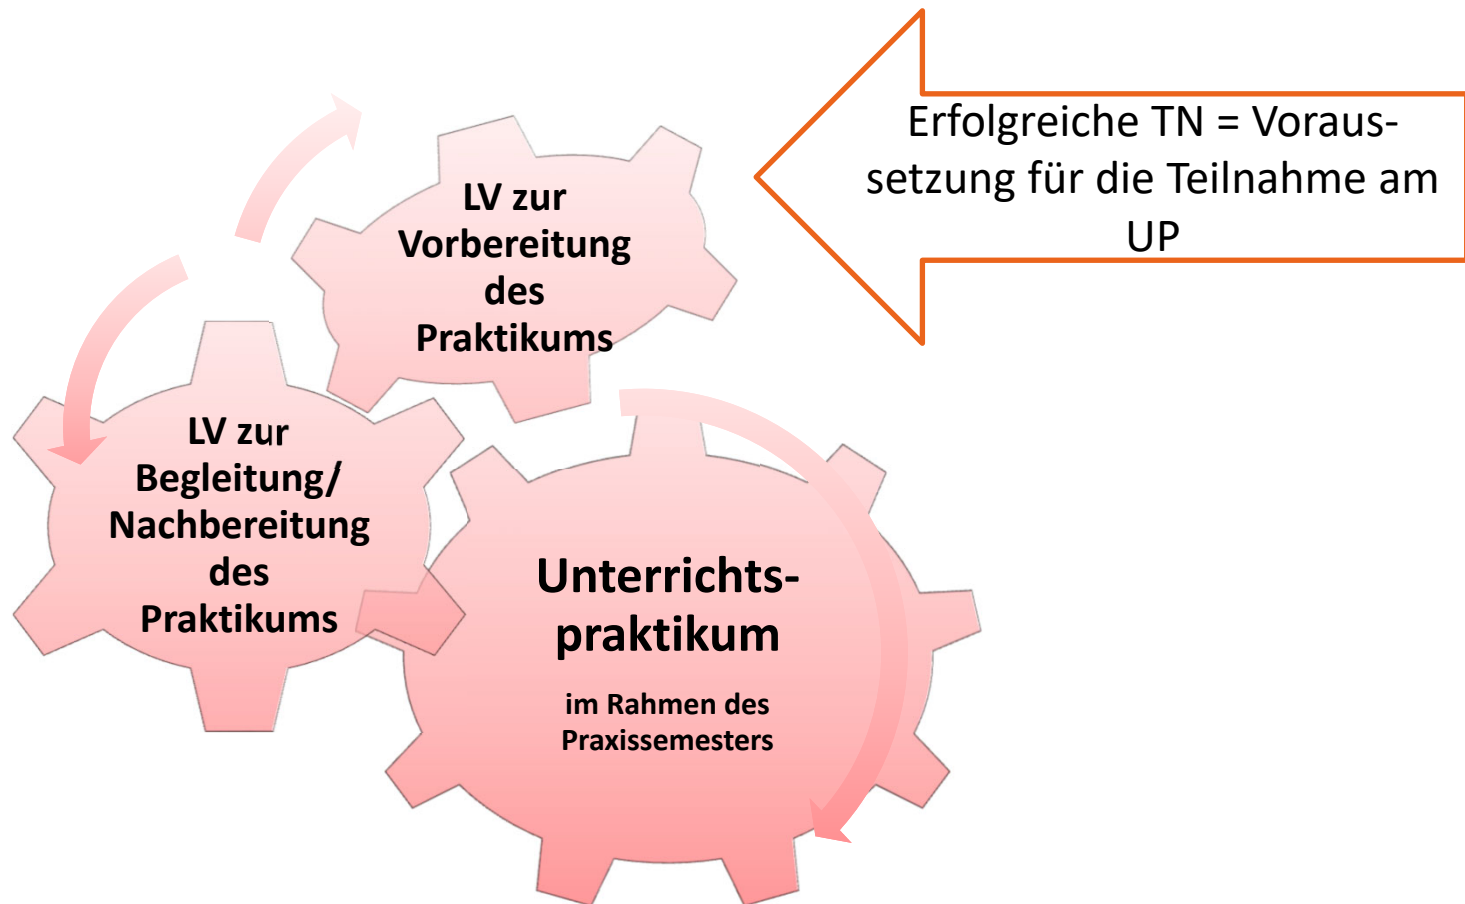 Erfolgreiche TN = Voraus-
setzung für die Teilnahme am
UP
LV zur
Vorbereitung
des
Praktikums
LV zur
Begleitung/
Nachbereitung
des
Praktikums
Unterrichts-
praktikum
im Rahmen des
Praxissemesters